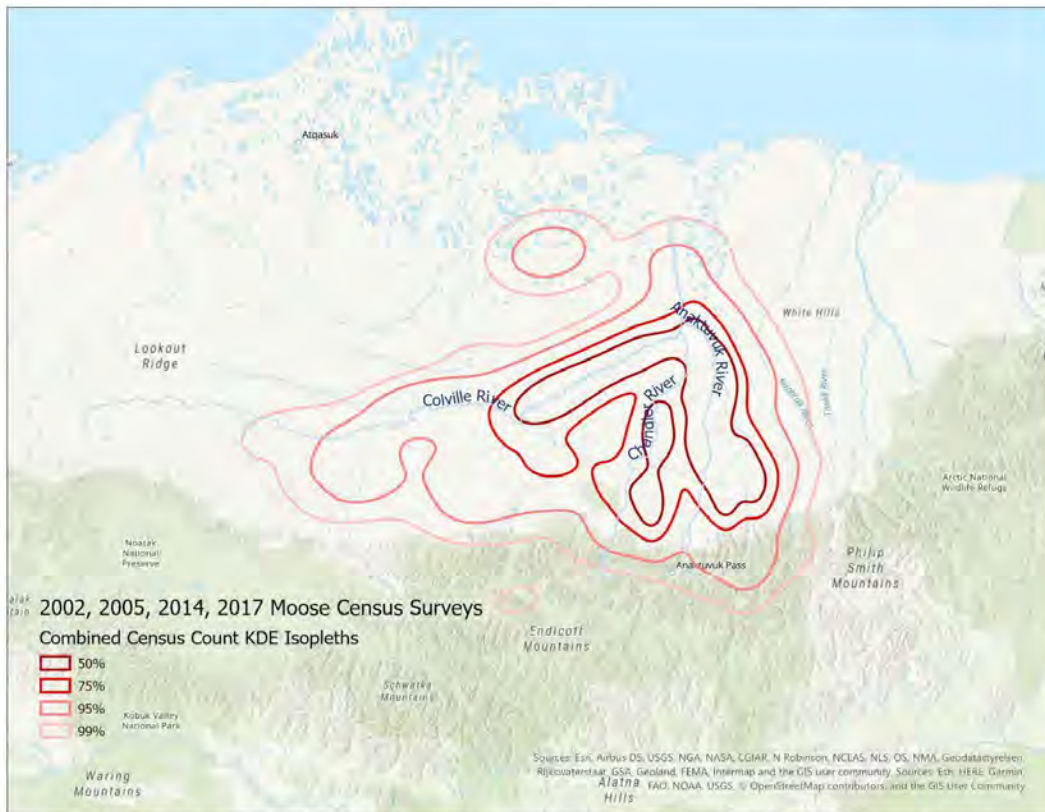 Atqasuk
White Hills
Anaktuvuk River
Lookout
Ridge
Colville River
Chandler River
Arctic National
Wildlife Refuge
Noatak
National
Preserve
Anaktuvuk Pass
Philip
Smith
Mountains
2002, 2005, 2014, 2017 Moose Census Surveys
Combined Census Count KDE Isopleths
50%
75%
95%
99%
Endicott
Mountains
Schwatka
Mountains
Kobuk Valley
National Park
Waring
Mountains
Alatna
Hills
Sources: Esri, Airbus DS, USGS, NGA, NASA, CGIAR, N Robinson, NCEAS, NLS, OS, NMA, Geodatastyrelsen,
Rijkswaterstaat, GSA, Geoland, FEMA, Intermap and the GIS user community, Sources: Esri, HERE, Garmin,
FAO, NOAA, USGS, © OpenStreetMap contributors, and the GIS User Community